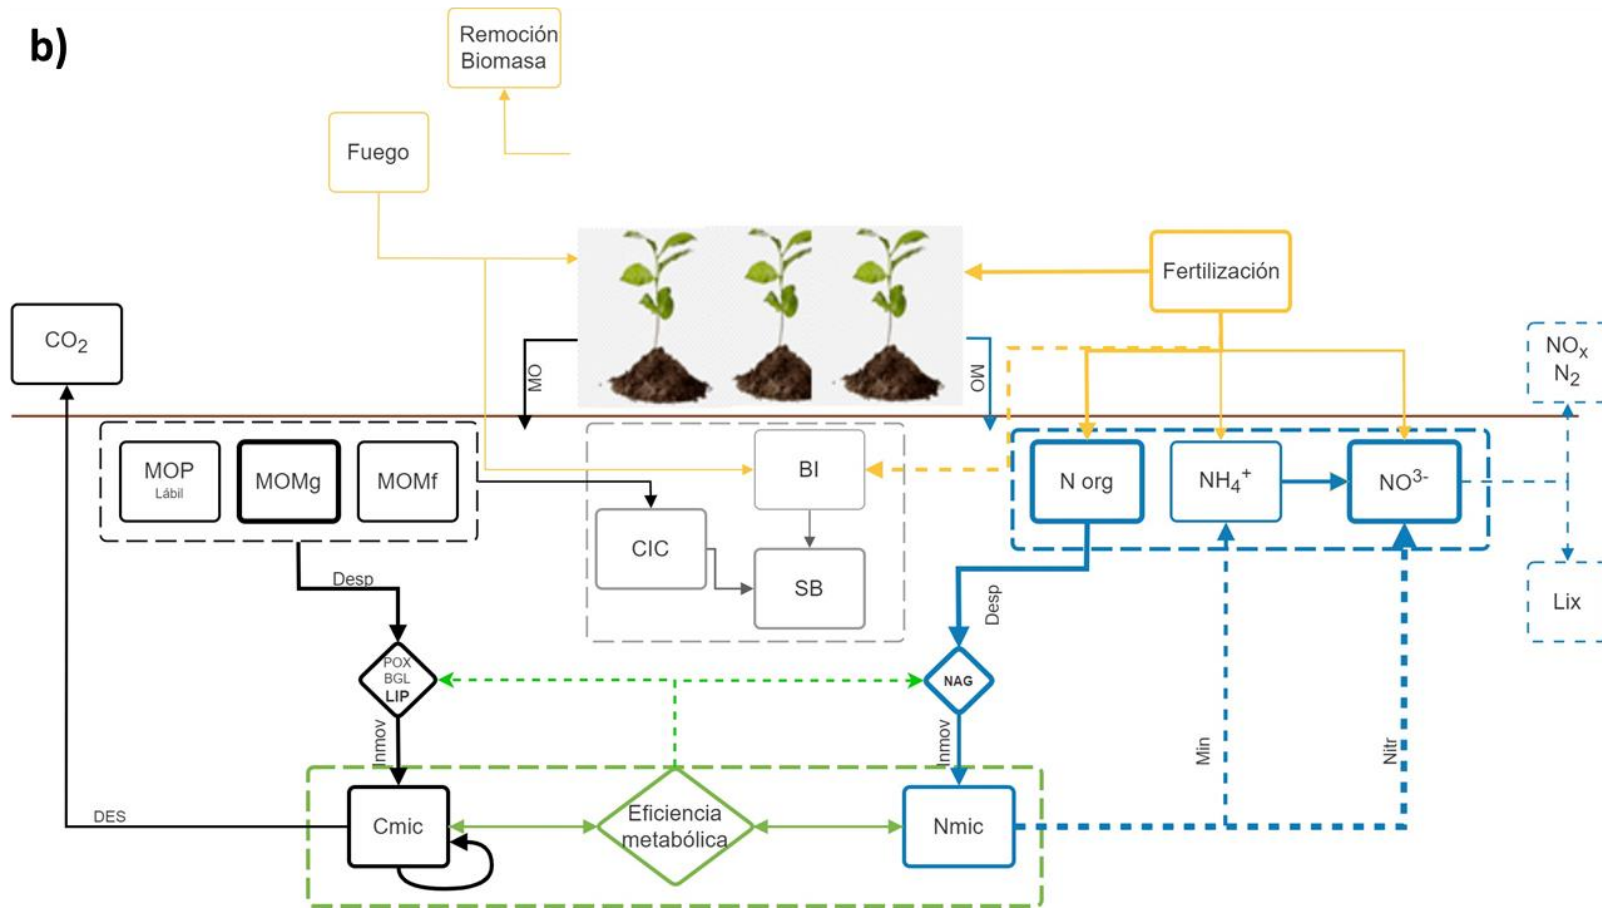 b)
Remoción
Biomasa
Fuego
Fertilización
CO₂
MO
MO
NOₓ
N₂
MOP
Lábil
MOMg
MOMf
BI
CIC
SB
N org
NH₄⁺
NO³⁻
Lix
Desp
Desp
POX
BGL
LIP
NAG
Inmov
Inmov
Min
Nitr
DES
Cmic
Eficiencia
metabólica
Nmic